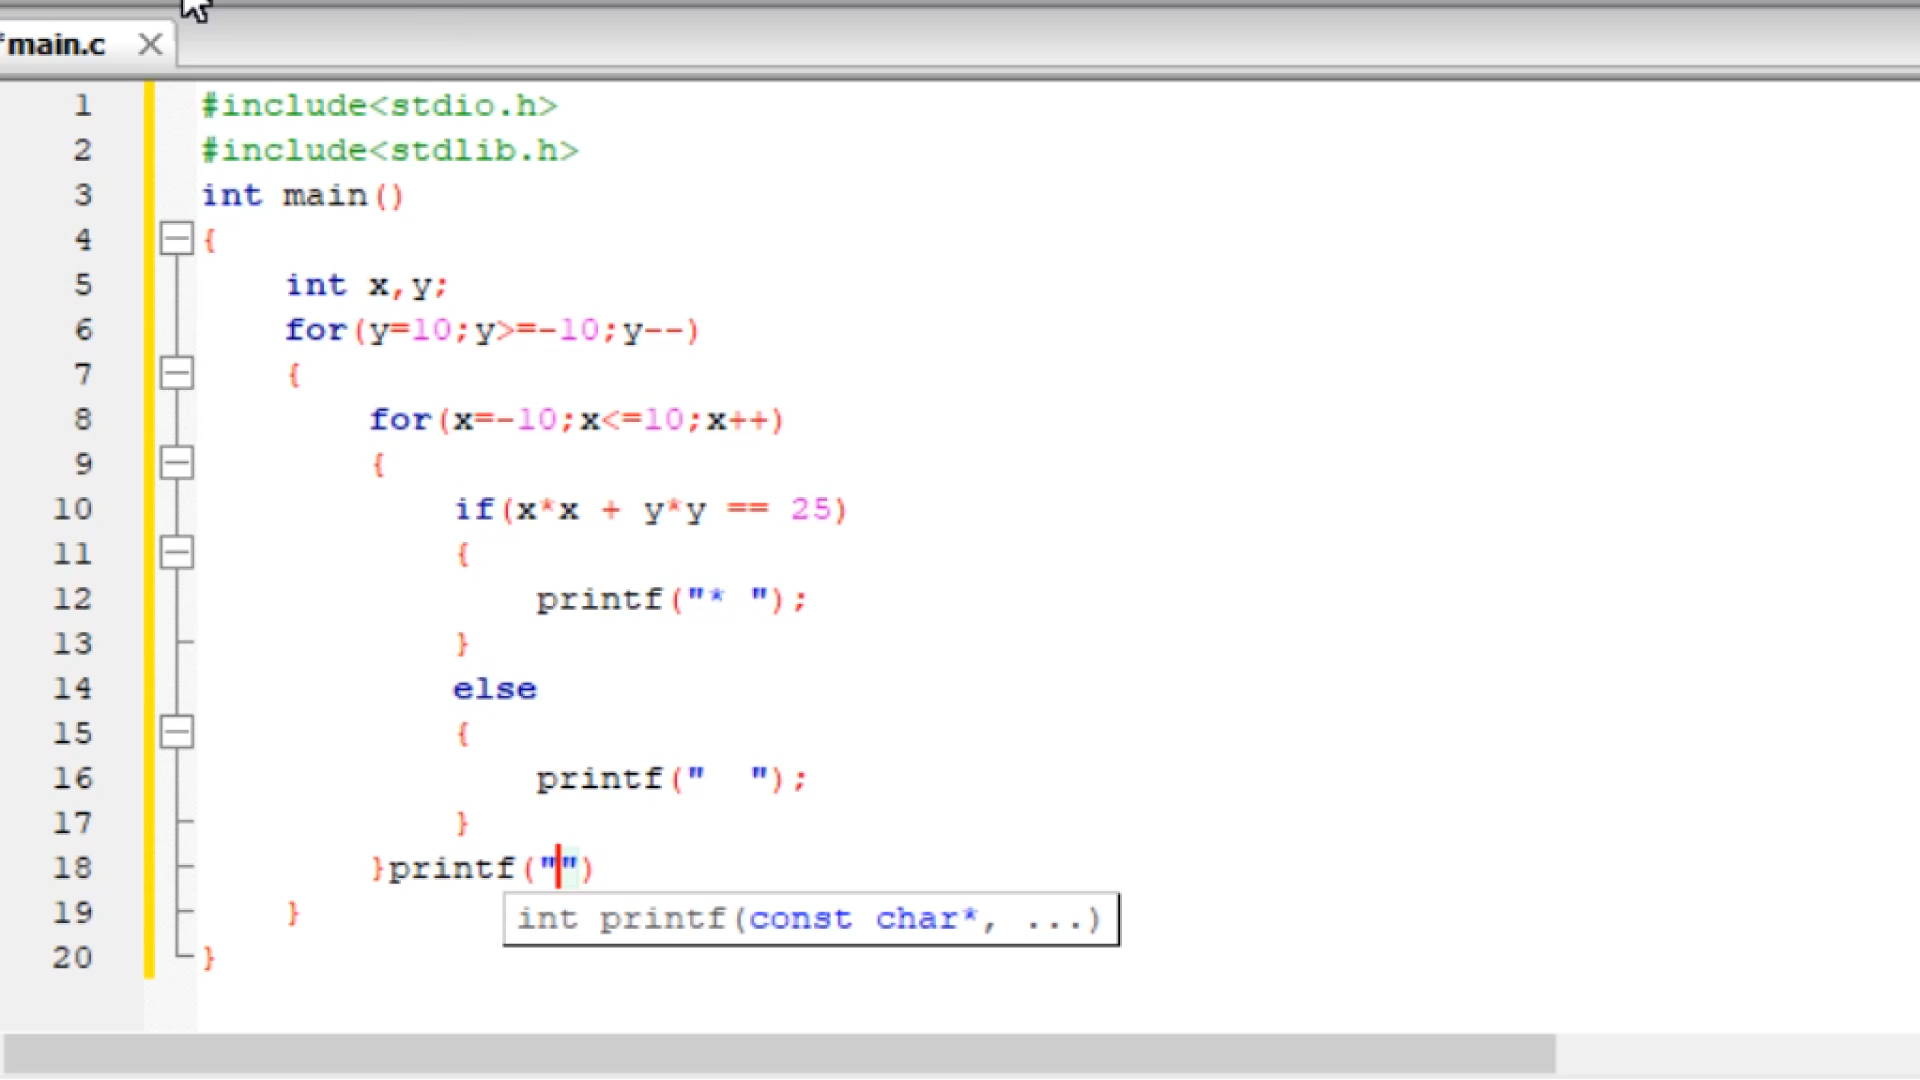 *main.c
1 #include<stdio.h>
2 #include<stdlib.h>
3 int main()
4 {
5 int x,y;
6 for(y=10;y>=-10;y--)
7 {
8 for(x=-10;x<=10;x++)
9 {
10 if(x*x + y*y == 25)
11 {
12 printf("* ");
13 }
14 else
15 {
16 printf("  ");
17 }
18 }printf("")
int printf(const char*, ...)
19 }
20 }